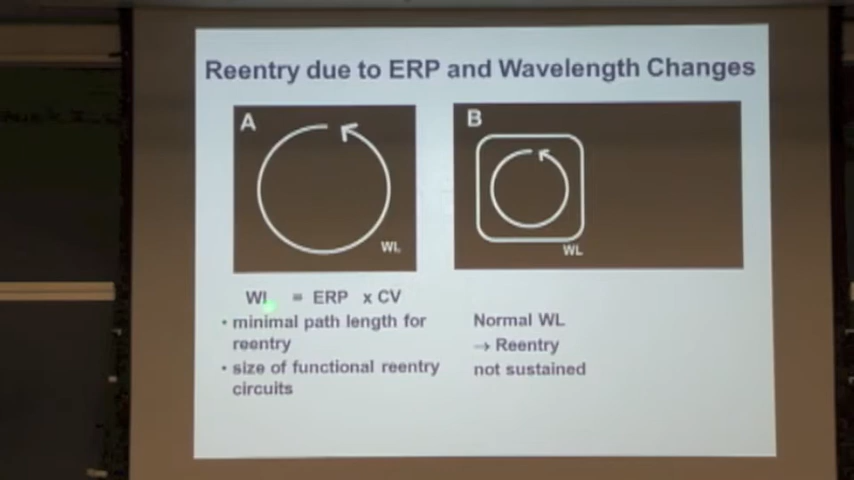 Reentry due to ERP and Wavelength Changes
A
WL
B
WL
WL = ERP x CV
• minimal path length for
reentry
• size of functional reentry
circuits
Normal WL
→ Reentry
not sustained